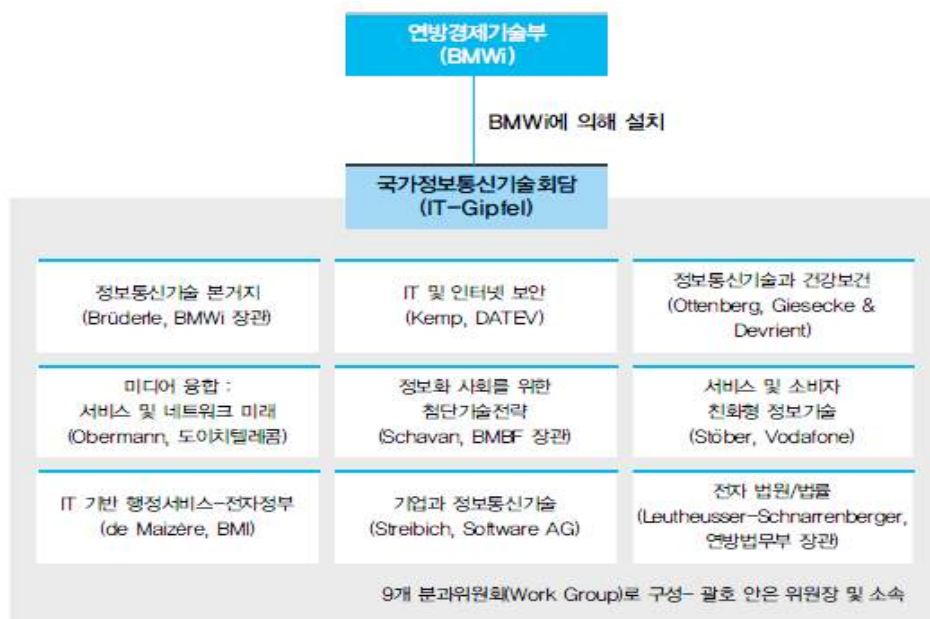 연방경제기술부
(BMWi)
BMWi에 의해 설치
국가정보통신기술회담
(IT-Gipfel)
정보통신기술 본거지
(Brüderle, BMWi 장관)
IT 및 인터넷 보안
(Kemp, DATEV)
정보통신기술과 건강보건
(Ottenberg, Giesecke &
Devrient)
미디어 융합 :
서비스 및 네트워크 미래
(Obermann, 도이치텔레콤)
정보화 사회를 위한
첨단기술전략
(Schavan, BMBF 장관)
서비스 및 소비자
친화형 정보기술
(Stöber, Vodafone)
IT 기반 행정서비스-전자정부
(de Maizère, BMI)
기업과 정보통신기술
(Streibich, Software AG)
전자 법원/법률
(Leutheusser-Schnarrenberger,
연방법무부 장관)
9개 분과위원회(Work Group)로 구성- 괄호 안은 위원장 및 소속